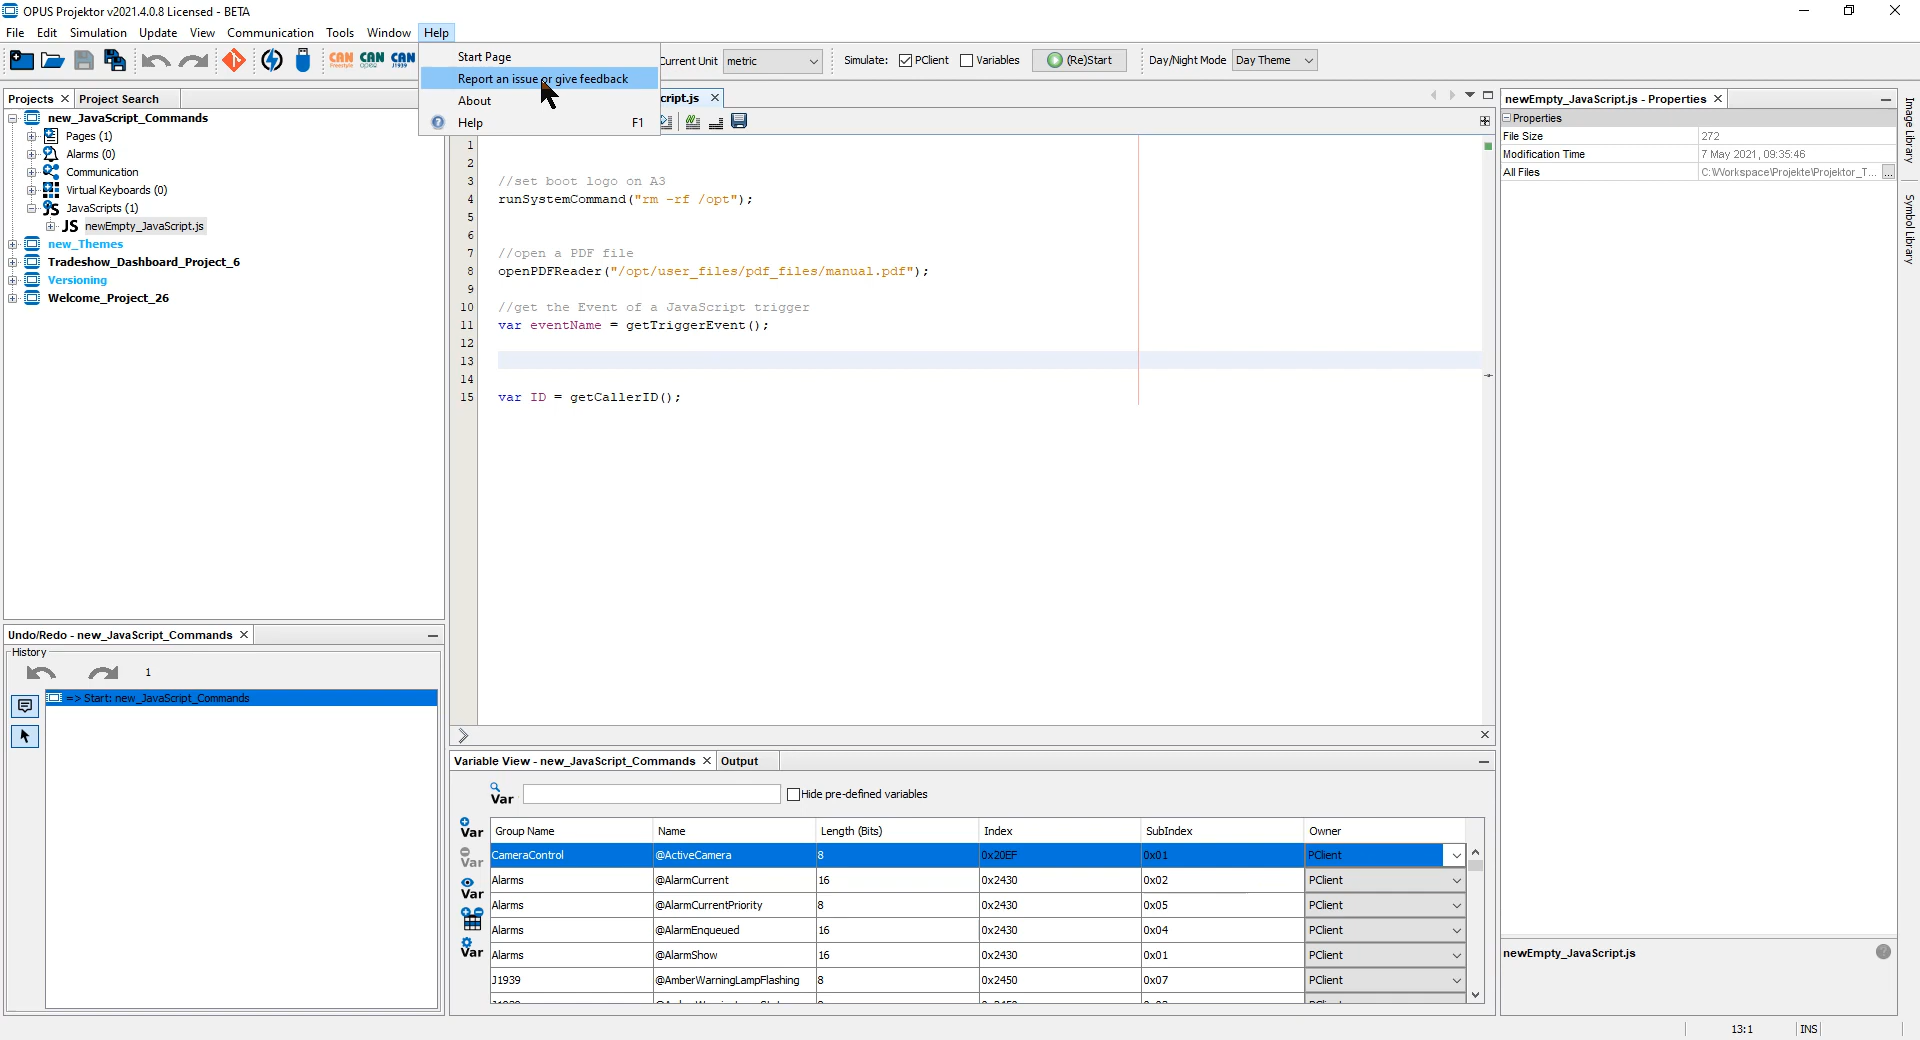 OPUS Projektor v2021.4.0.8 Licensed - BETA
File Edit Simulation Update View Communication Tools Window Help
CAN Freestyle CAN open CAN J1939
Current Unit metric Simulate: PClient Variables (Re)Start Day/Night Mode Day Theme
Start Page
Report an issue or give feedback
About
Help F1
Projects Project Search
new_JavaScript_Commands
Pages (1)
Alarms (0)
Communication
Virtual Keyboards (0)
JavaScripts (1)
JS newEmpty_JavaScript.js
new_Themes
Tradeshow_Dashboard_Project_6
Versioning
Welcome_Project_26
cript.js
1
2
3 //set boot logo on A3
4 runSystemCommand("rm -rf /opt");
5
6
7 //open a PDF file
8 openPDFReader("/opt/user_files/pdf_files/manual.pdf");
9
10 //get the Event of a JavaScript trigger
11 var eventName = getTriggerEvent();
12
13
14
15 var ID = getCallerID();
newEmpty_JavaScript.js - Properties
Properties
File Size 272
Modification Time 7 May 2021, 09:35:46
All Files C:\Workspace\Projekte\Projektor_T... ...
Image Library
Symbol Library
Undo/Redo - new_JavaScript_Commands
History
1
=> Start: new_JavaScript_Commands
Variable View - new_JavaScript_Commands Output
Var Hide pre-defined variables
Var
Var
Var
Var
Group Name Name Length (Bits) Index SubIndex Owner
CameraControl @ActiveCamera 8 0x20EF 0x01 PClient
Alarms @AlarmCurrent 16 0x2430 0x02 PClient
Alarms @AlarmCurrentPriority 8 0x2430 0x05 PClient
Alarms @AlarmEnqueued 16 0x2430 0x04 PClient
Alarms @AlarmShow 16 0x2430 0x01 PClient
J1939 @AmberWarningLampFlashing 8 0x2450 0x07 PClient
newEmpty_JavaScript.js
13:1 INS